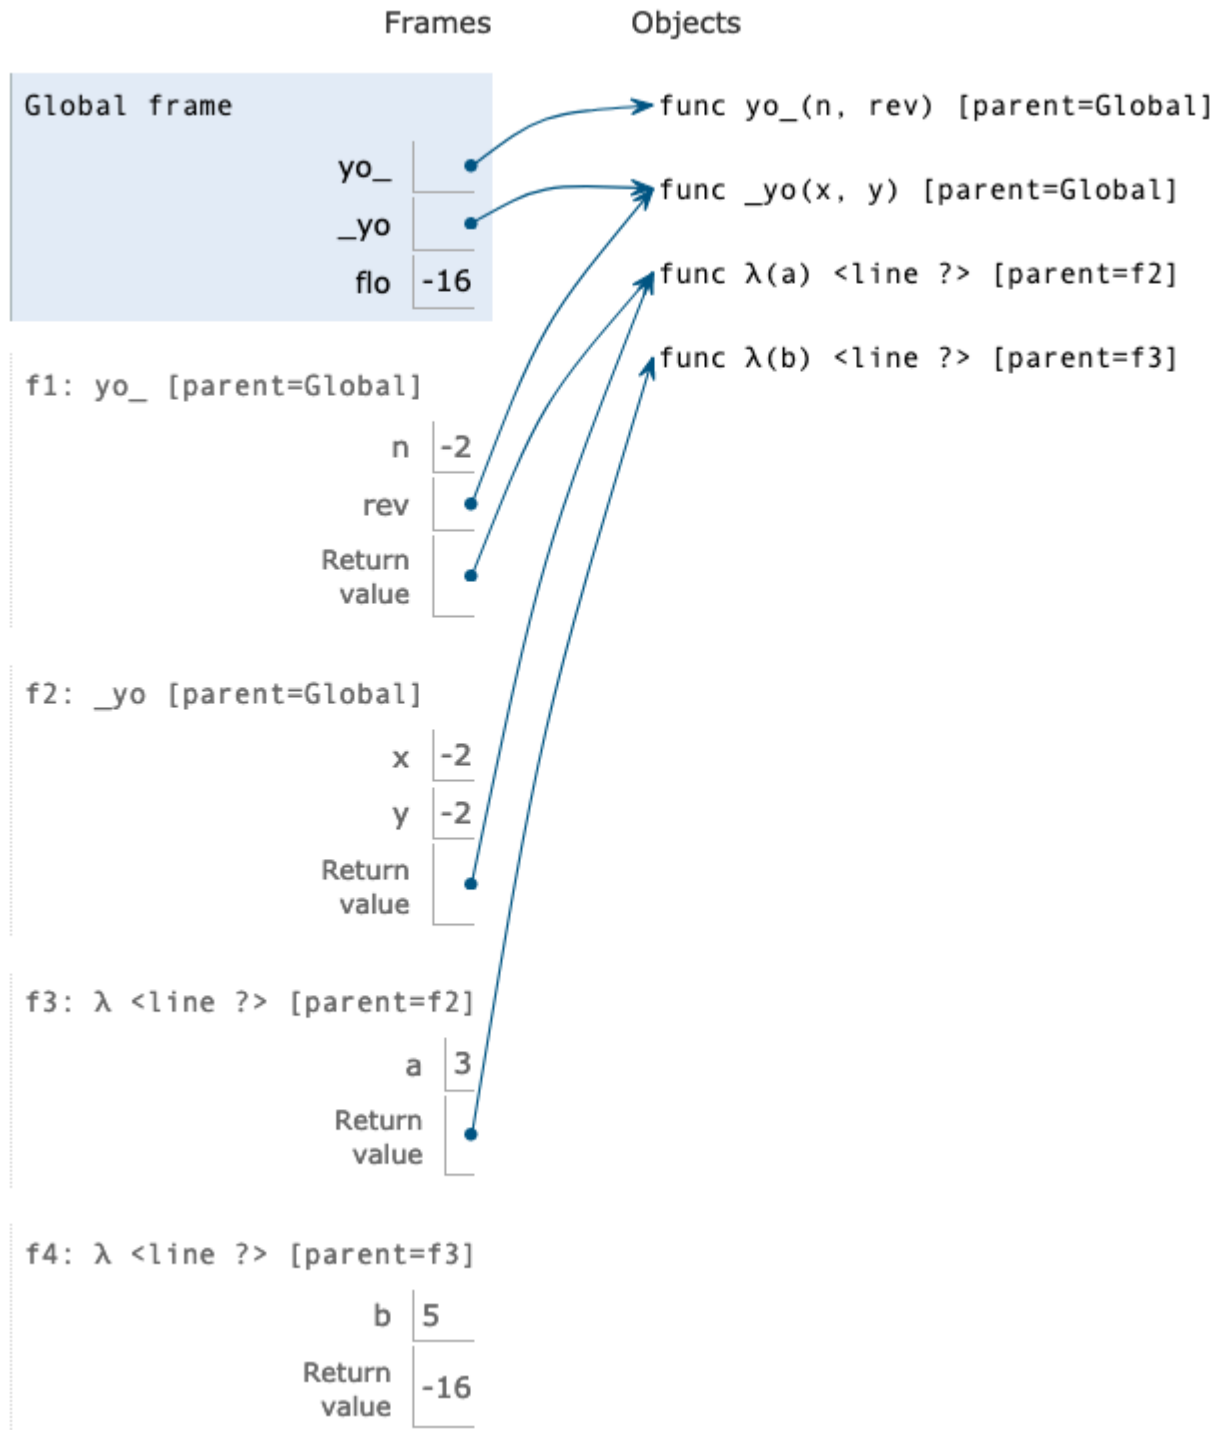 Frames Objects
Global frame
func yo_(n, rev) [parent=Global]
yo_
func _yo(x, y) [parent=Global]
_yo
func λ(a) <line ?> [parent=f2]
flo -16
func λ(b) <line ?> [parent=f3]
f1: yo_ [parent=Global]
n -2
rev
Return
value
f2: _yo [parent=Global]
x -2
y -2
Return
value
f3: λ <line ?> [parent=f2]
a 3
Return
value
f4: λ <line ?> [parent=f3]
b 5
Return
value -16